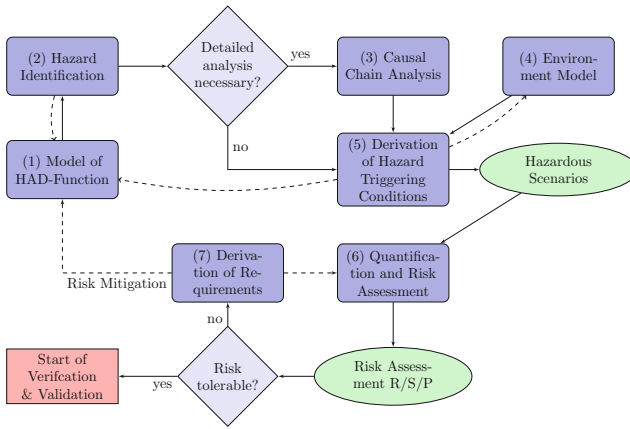 (2) Hazard
Identification
Detailed
analysis
necessary?
yes
(3) Causal
Chain Analysis
(4) Environ-
ment Model
no
(1) Model of
HAD-Function
(5) Derivation
of Hazard
Triggering
Conditions
Hazardous
Scenarios
(7) Deriva-
tion of Re-
quirements
(6) Quantifica-
tion and Risk
Assessment
Risk Mitigation
no
Start of
Verifcation
& Validation
yes
Risk
tolerable?
Risk Assess-
ment R/S/P